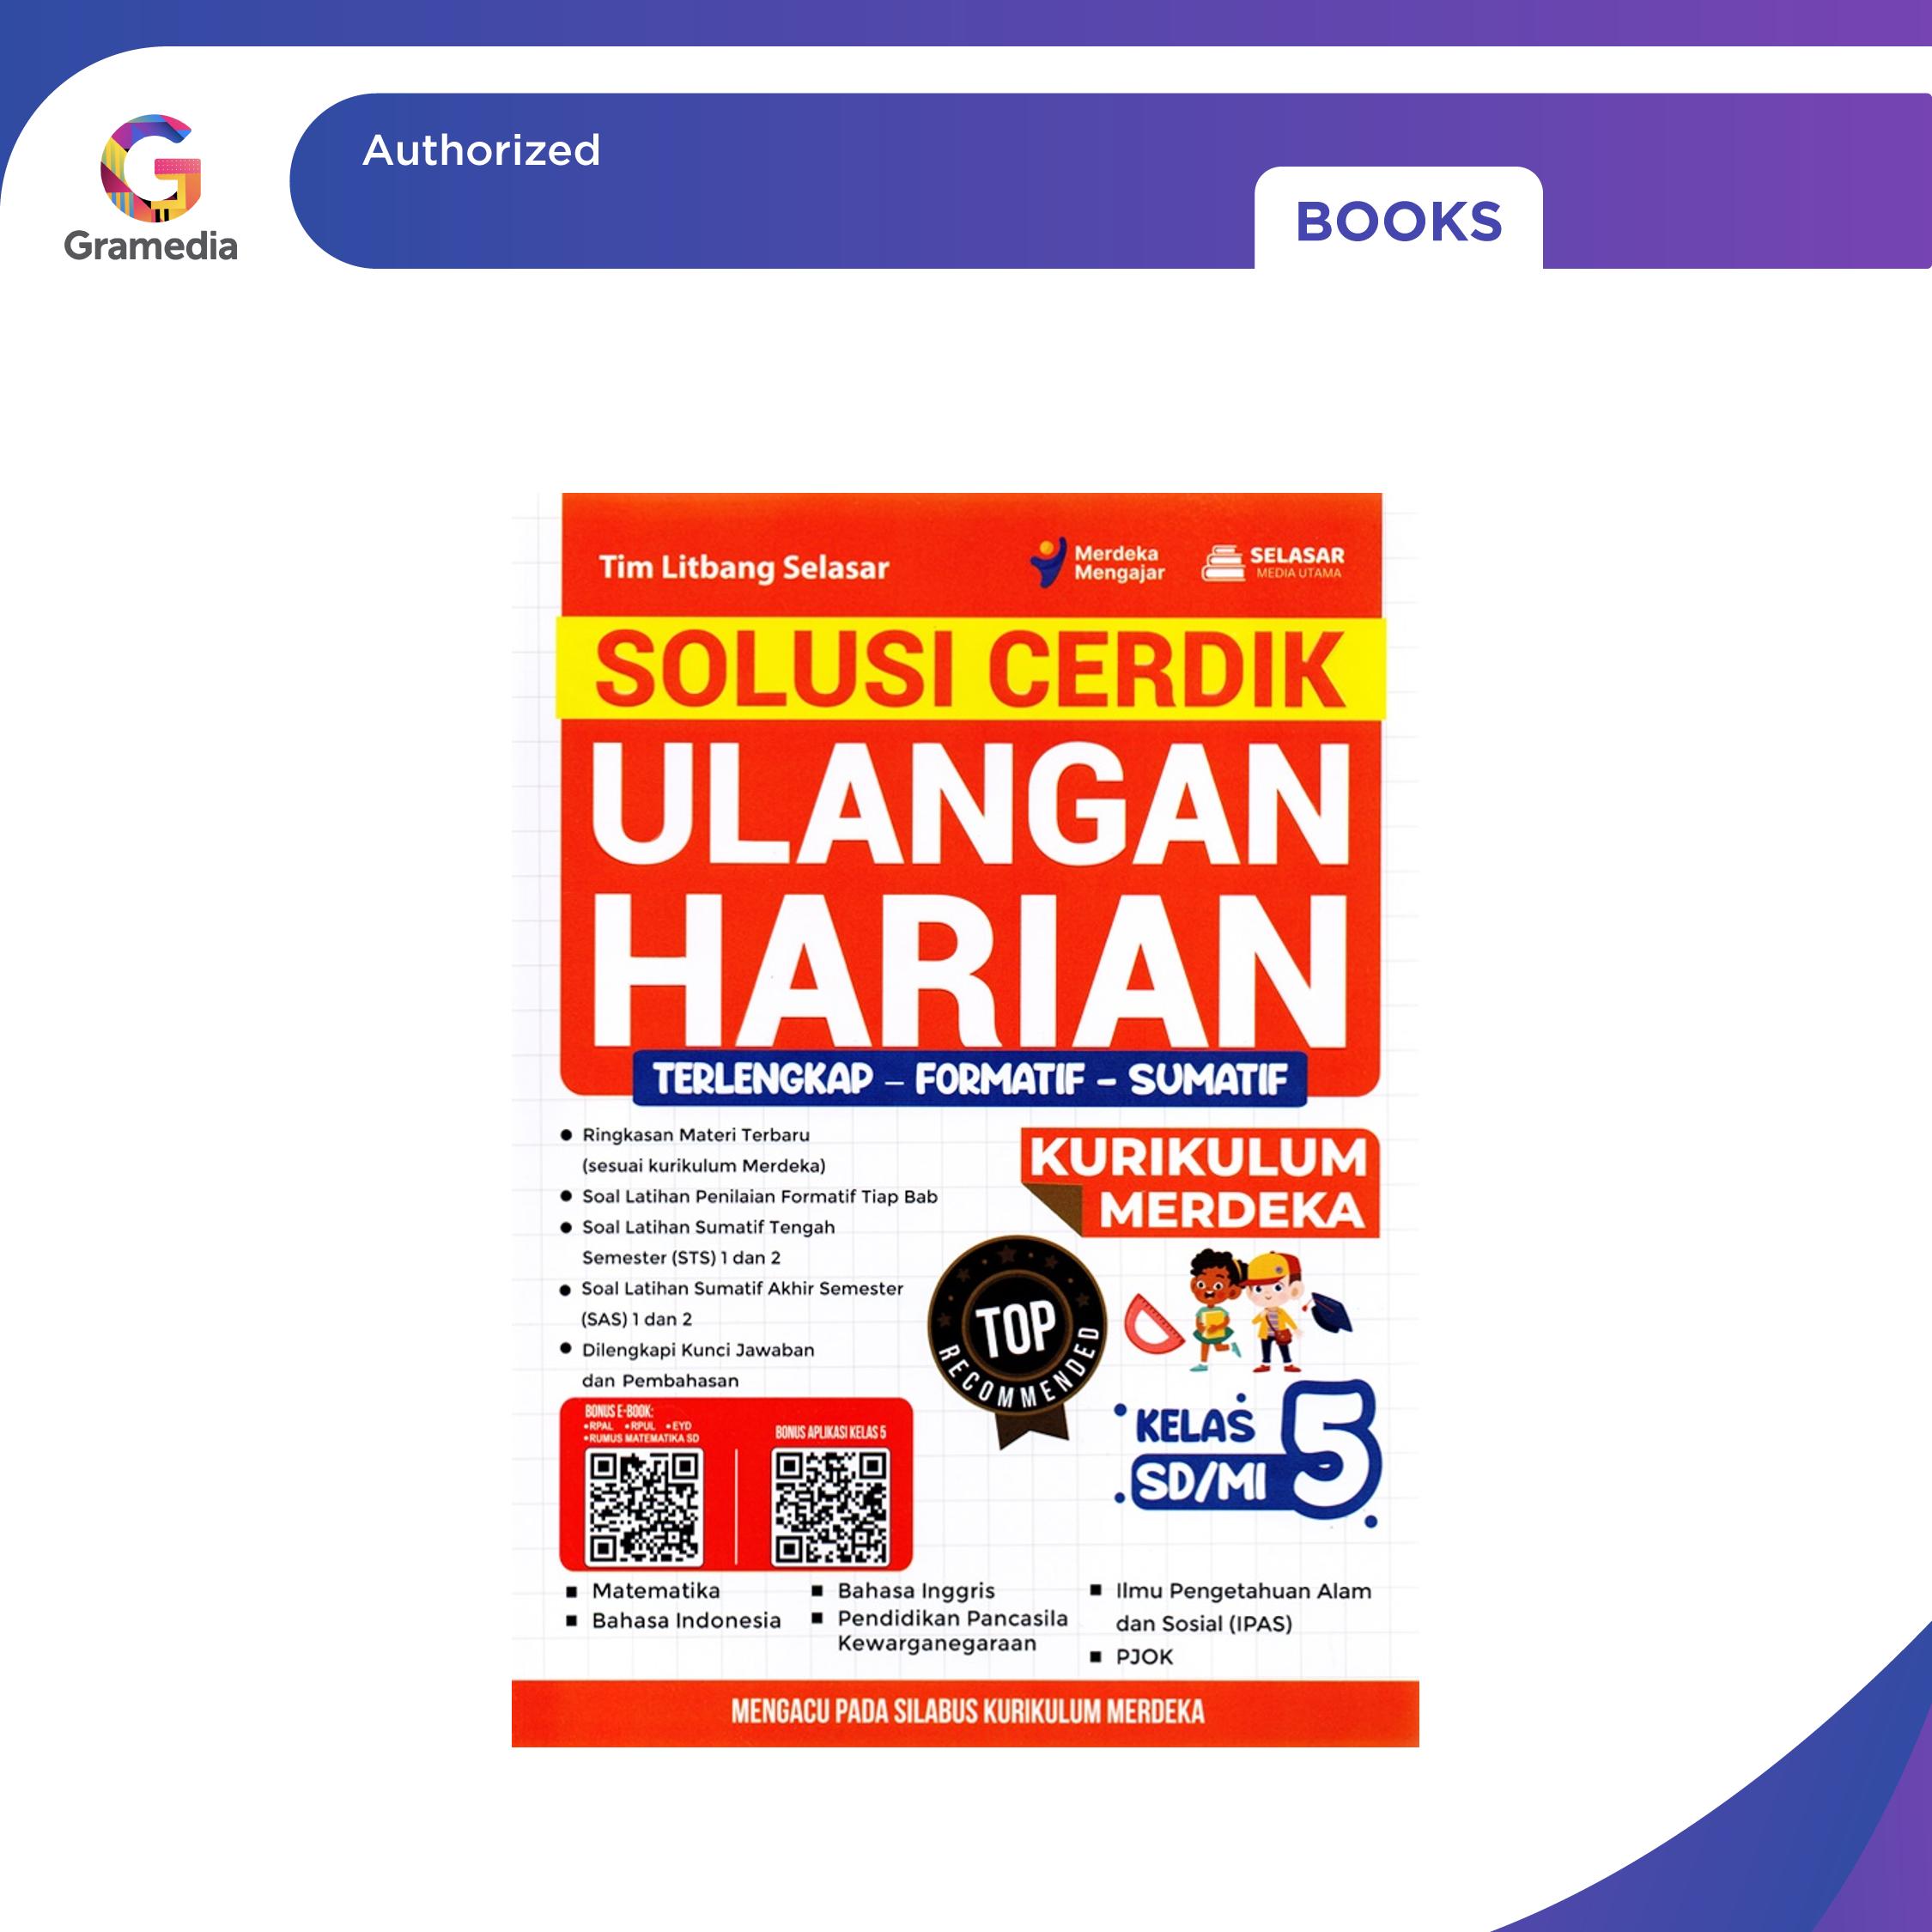 Gramedia
Authorized
BOOKS
Tim Litbang Selasar
Merdeka
Mengajar
SELASAR
MEDIA UTAMA
SOLUSI CERDIK
ULANGAN
HARIAN
TERLENGKAP – FORMATIF – SUMATIF
● Ringkasan Materi Terbaru
(sesuai kurikulum Merdeka)
● Soal Latihan Penilaian Formatif Tiap Bab
● Soal Latihan Sumatif Tengah
Semester (STS) 1 dan 2
● Soal Latihan Sumatif Akhir Semester
(SAS) 1 dan 2
● Dilengkapi Kunci Jawaban
dan Pembahasan
KURIKULUM
MERDEKA
TOP
RECOMMENDED
KELAS 5
SD/MI
BONUS E-BOOK:
•RPAL •RPUL •EYD
•RUMUS MATEMATIKA SD
BONUS APLIKASI KELAS 5
■ Matematika
■ Bahasa Indonesia
■ Bahasa Inggris
■ Pendidikan Pancasila
Kewarganegaraan
■ Ilmu Pengetahuan Alam
dan Sosial (IPAS)
■ PJOK
MENGACU PADA SILABUS KURIKULUM MERDEKA